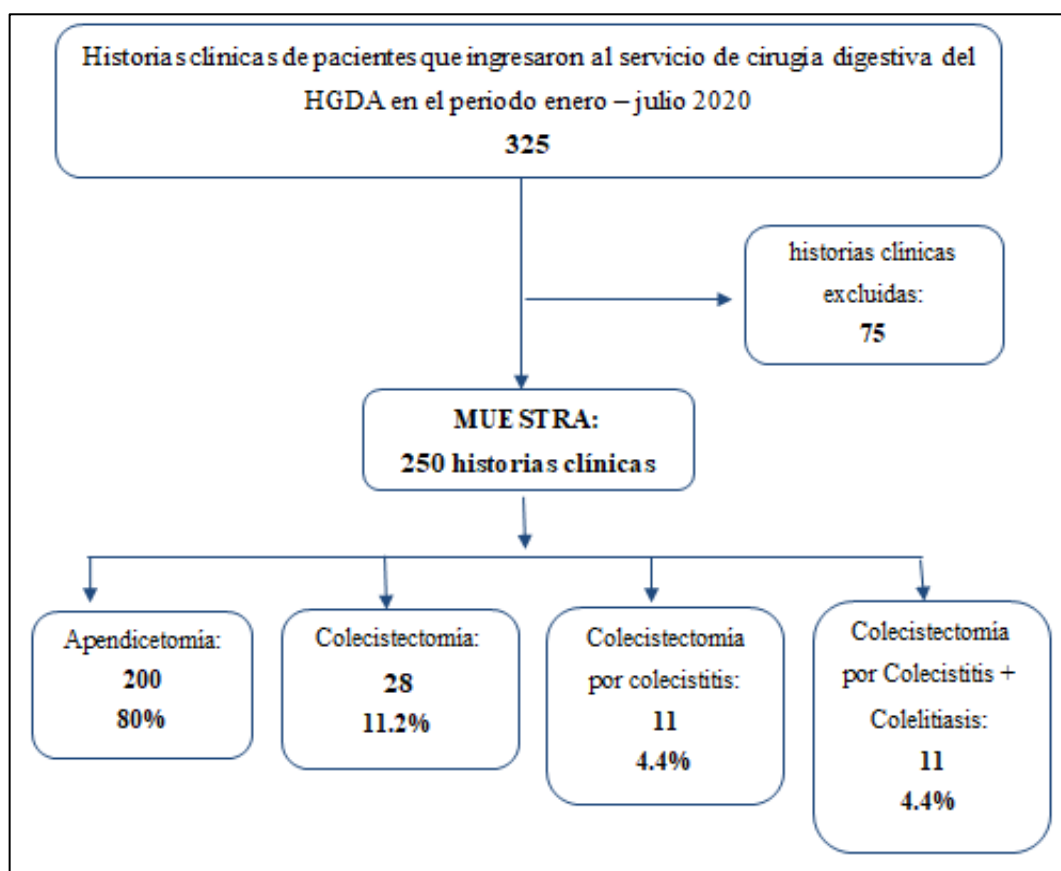 Historias clínicas de pacientes que ingresaron al servicio de cirugía digestiva del
HGDA en el periodo enero – julio 2020
325
historias clínicas
excluidas:
75
MUESTRA:
250 historias clínicas
Apendicetomía:
200
80%
Colecistectomía:
28
11.2%
Colecistectomía
por colecistitis:
11
4.4%
Colecistectomía
por Colecistitis +
Colelitiasis:
11
4.4%